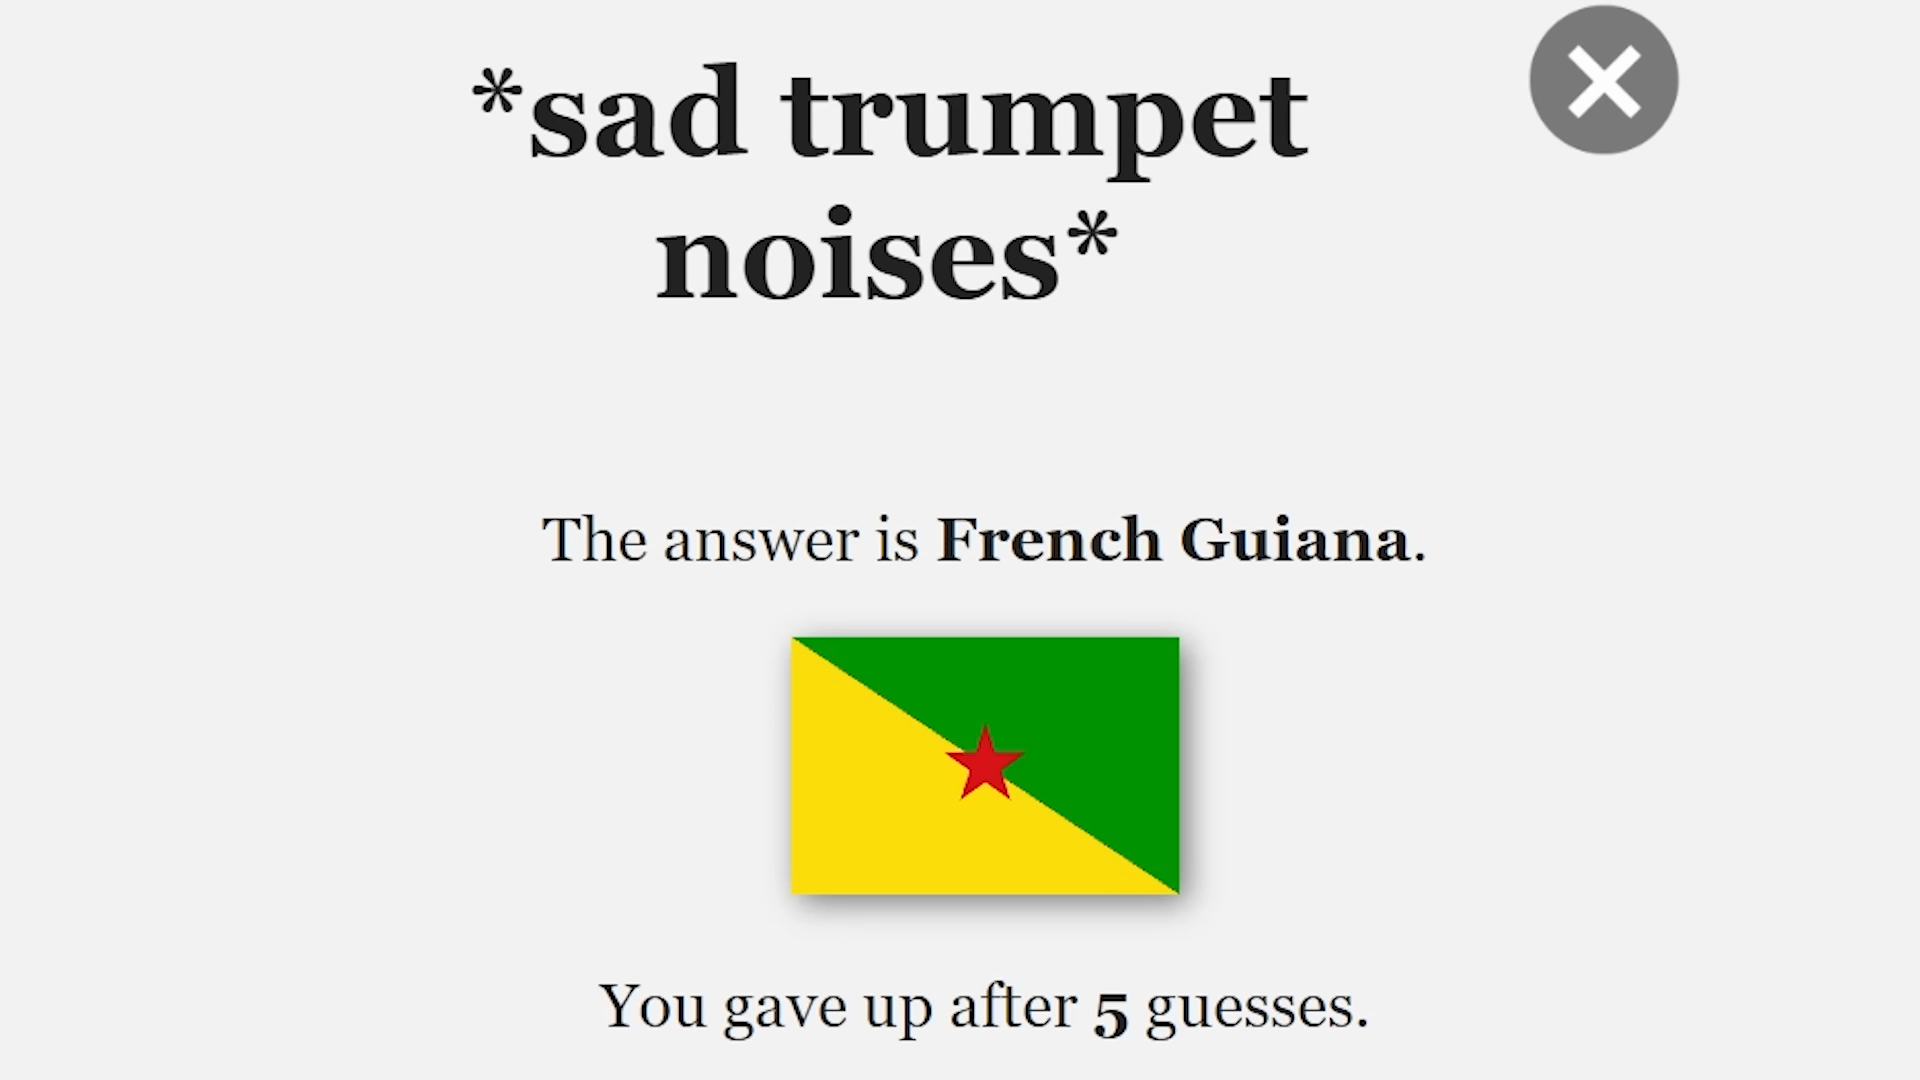 *sad trumpet
noises*
The answer is French Guiana.
You gave up after 5 guesses.